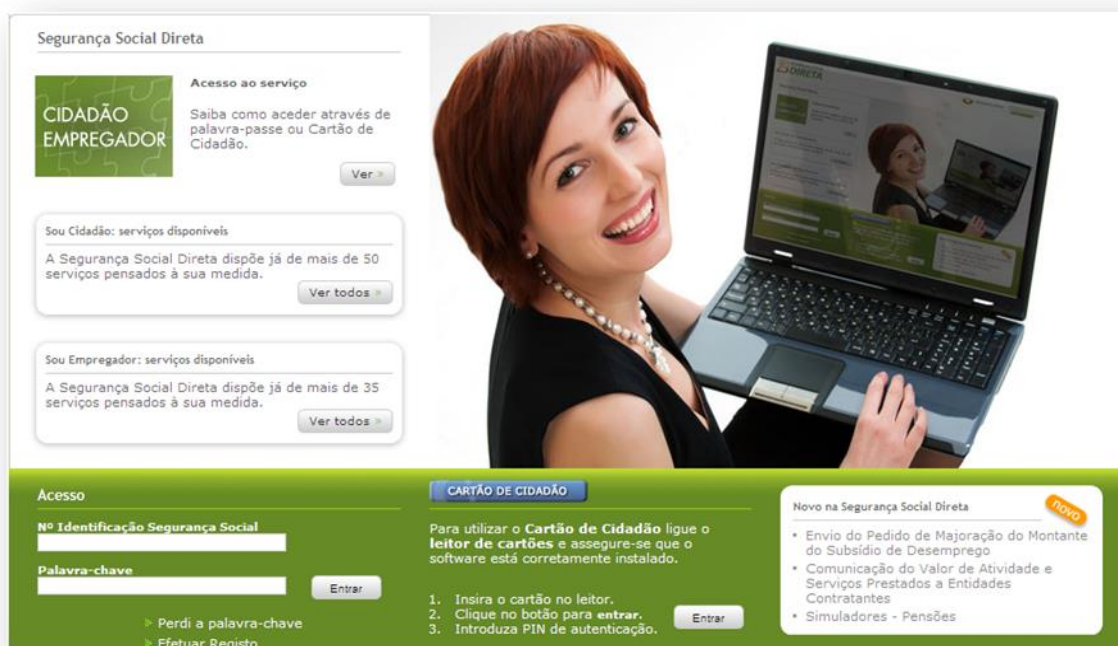 Segurança Social Direta
CIDADÃO
EMPREGADOR
Acesso ao serviço
Saiba como aceder através de
palavra-passe ou Cartão de
Cidadão.
Ver »
Sou Cidadão: serviços disponíveis
A Segurança Social Direta dispõe já de mais de 50
serviços pensados à sua medida.
Ver todos »
Sou Empregador: serviços disponíveis
A Segurança Social Direta dispõe já de mais de 35
serviços pensados à sua medida.
Ver todos »
DIRETA
Acesso
Nº Identificação Segurança Social
Palavra-chave
Entrar
Perdi a palavra-chave
Efetuar Registo
CARTÃO DE CIDADÃO
Para utilizar o Cartão de Cidadão ligue o
leitor de cartões e assegure-se que o
software está corretamente instalado.
1. Insira o cartão no leitor.
2. Clique no botão para entrar.
3. Introduza PIN de autenticação.
Entrar
Novo na Segurança Social Direta
novo
• Envio do Pedido de Majoração do Montante
do Subsídio de Desemprego
• Comunicação do Valor de Atividade e
Serviços Prestados a Entidades
Contratantes
• Simuladores - Pensões